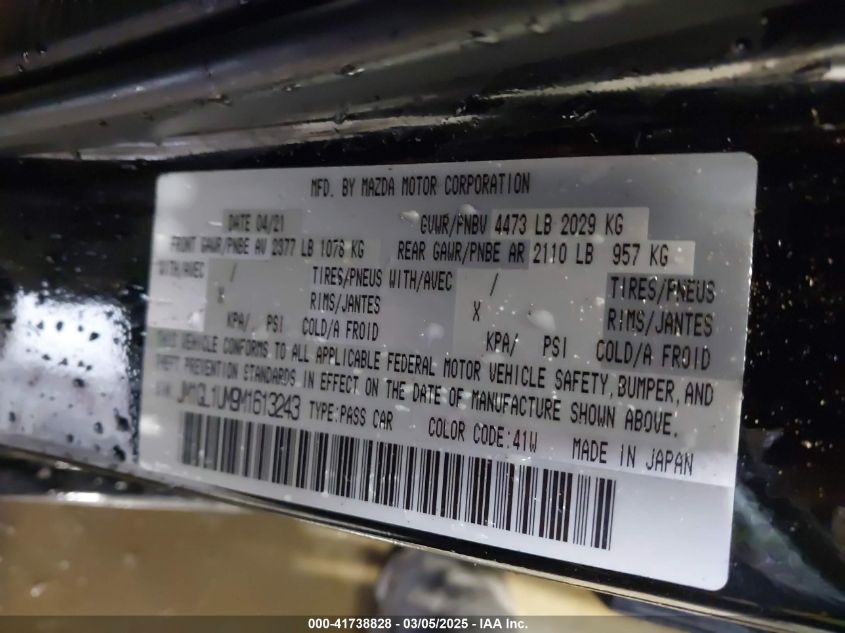 MFD. BY MAZDA MOTOR CORPORATION
DATE 04/21 GVWR/PNBV 4473 LB 2029 KG
FRONT GAWR/PNBE AV 2377 LB 1078 KG REAR GAWR/PNBE AR 2110 LB 957 KG
WITH/AVEC / TIRES/PNEUS WITH/AVEC / TIRES/PNEUS
X RIMS/JANTES X RIMS/JANTES
KPA/ PSI COLD/A FROID KPA/ PSI COLD/A FROID
THIS VEHICLE CONFORMS TO ALL APPLICABLE FEDERAL MOTOR VEHICLE SAFETY, BUMPER, AND
THEFT PREVENTION STANDARDS IN EFFECT ON THE DATE OF MANUFACTURE SHOWN ABOVE.
JM1GL1UM9M1613243 TYPE:PASS CAR COLOR CODE:41W MADE IN JAPAN
000-41738828 - 03/05/2025 - IAA Inc.